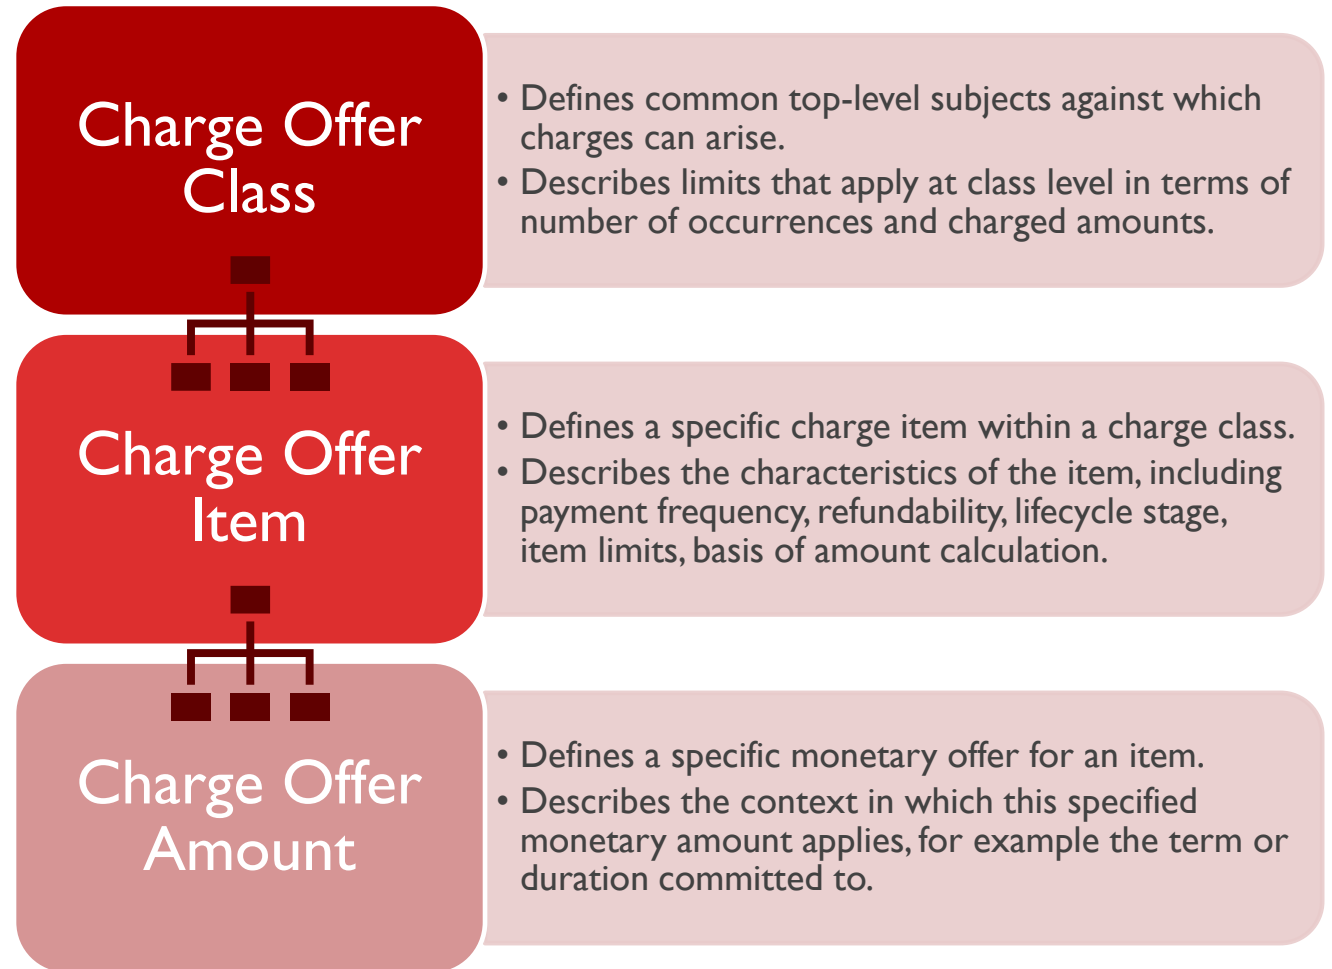 Charge Offer
Class
• Defines common top-level subjects against which
charges can arise.
• Describes limits that apply at class level in terms of
number of occurrences and charged amounts.
Charge Offer
Item
• Defines a specific charge item within a charge class.
• Describes the characteristics of the item, including
payment frequency, refundability, lifecycle stage,
item limits, basis of amount calculation.
Charge Offer
Amount
• Defines a specific monetary offer for an item.
• Describes the context in which this specified
monetary amount applies, for example the term or
duration committed to.